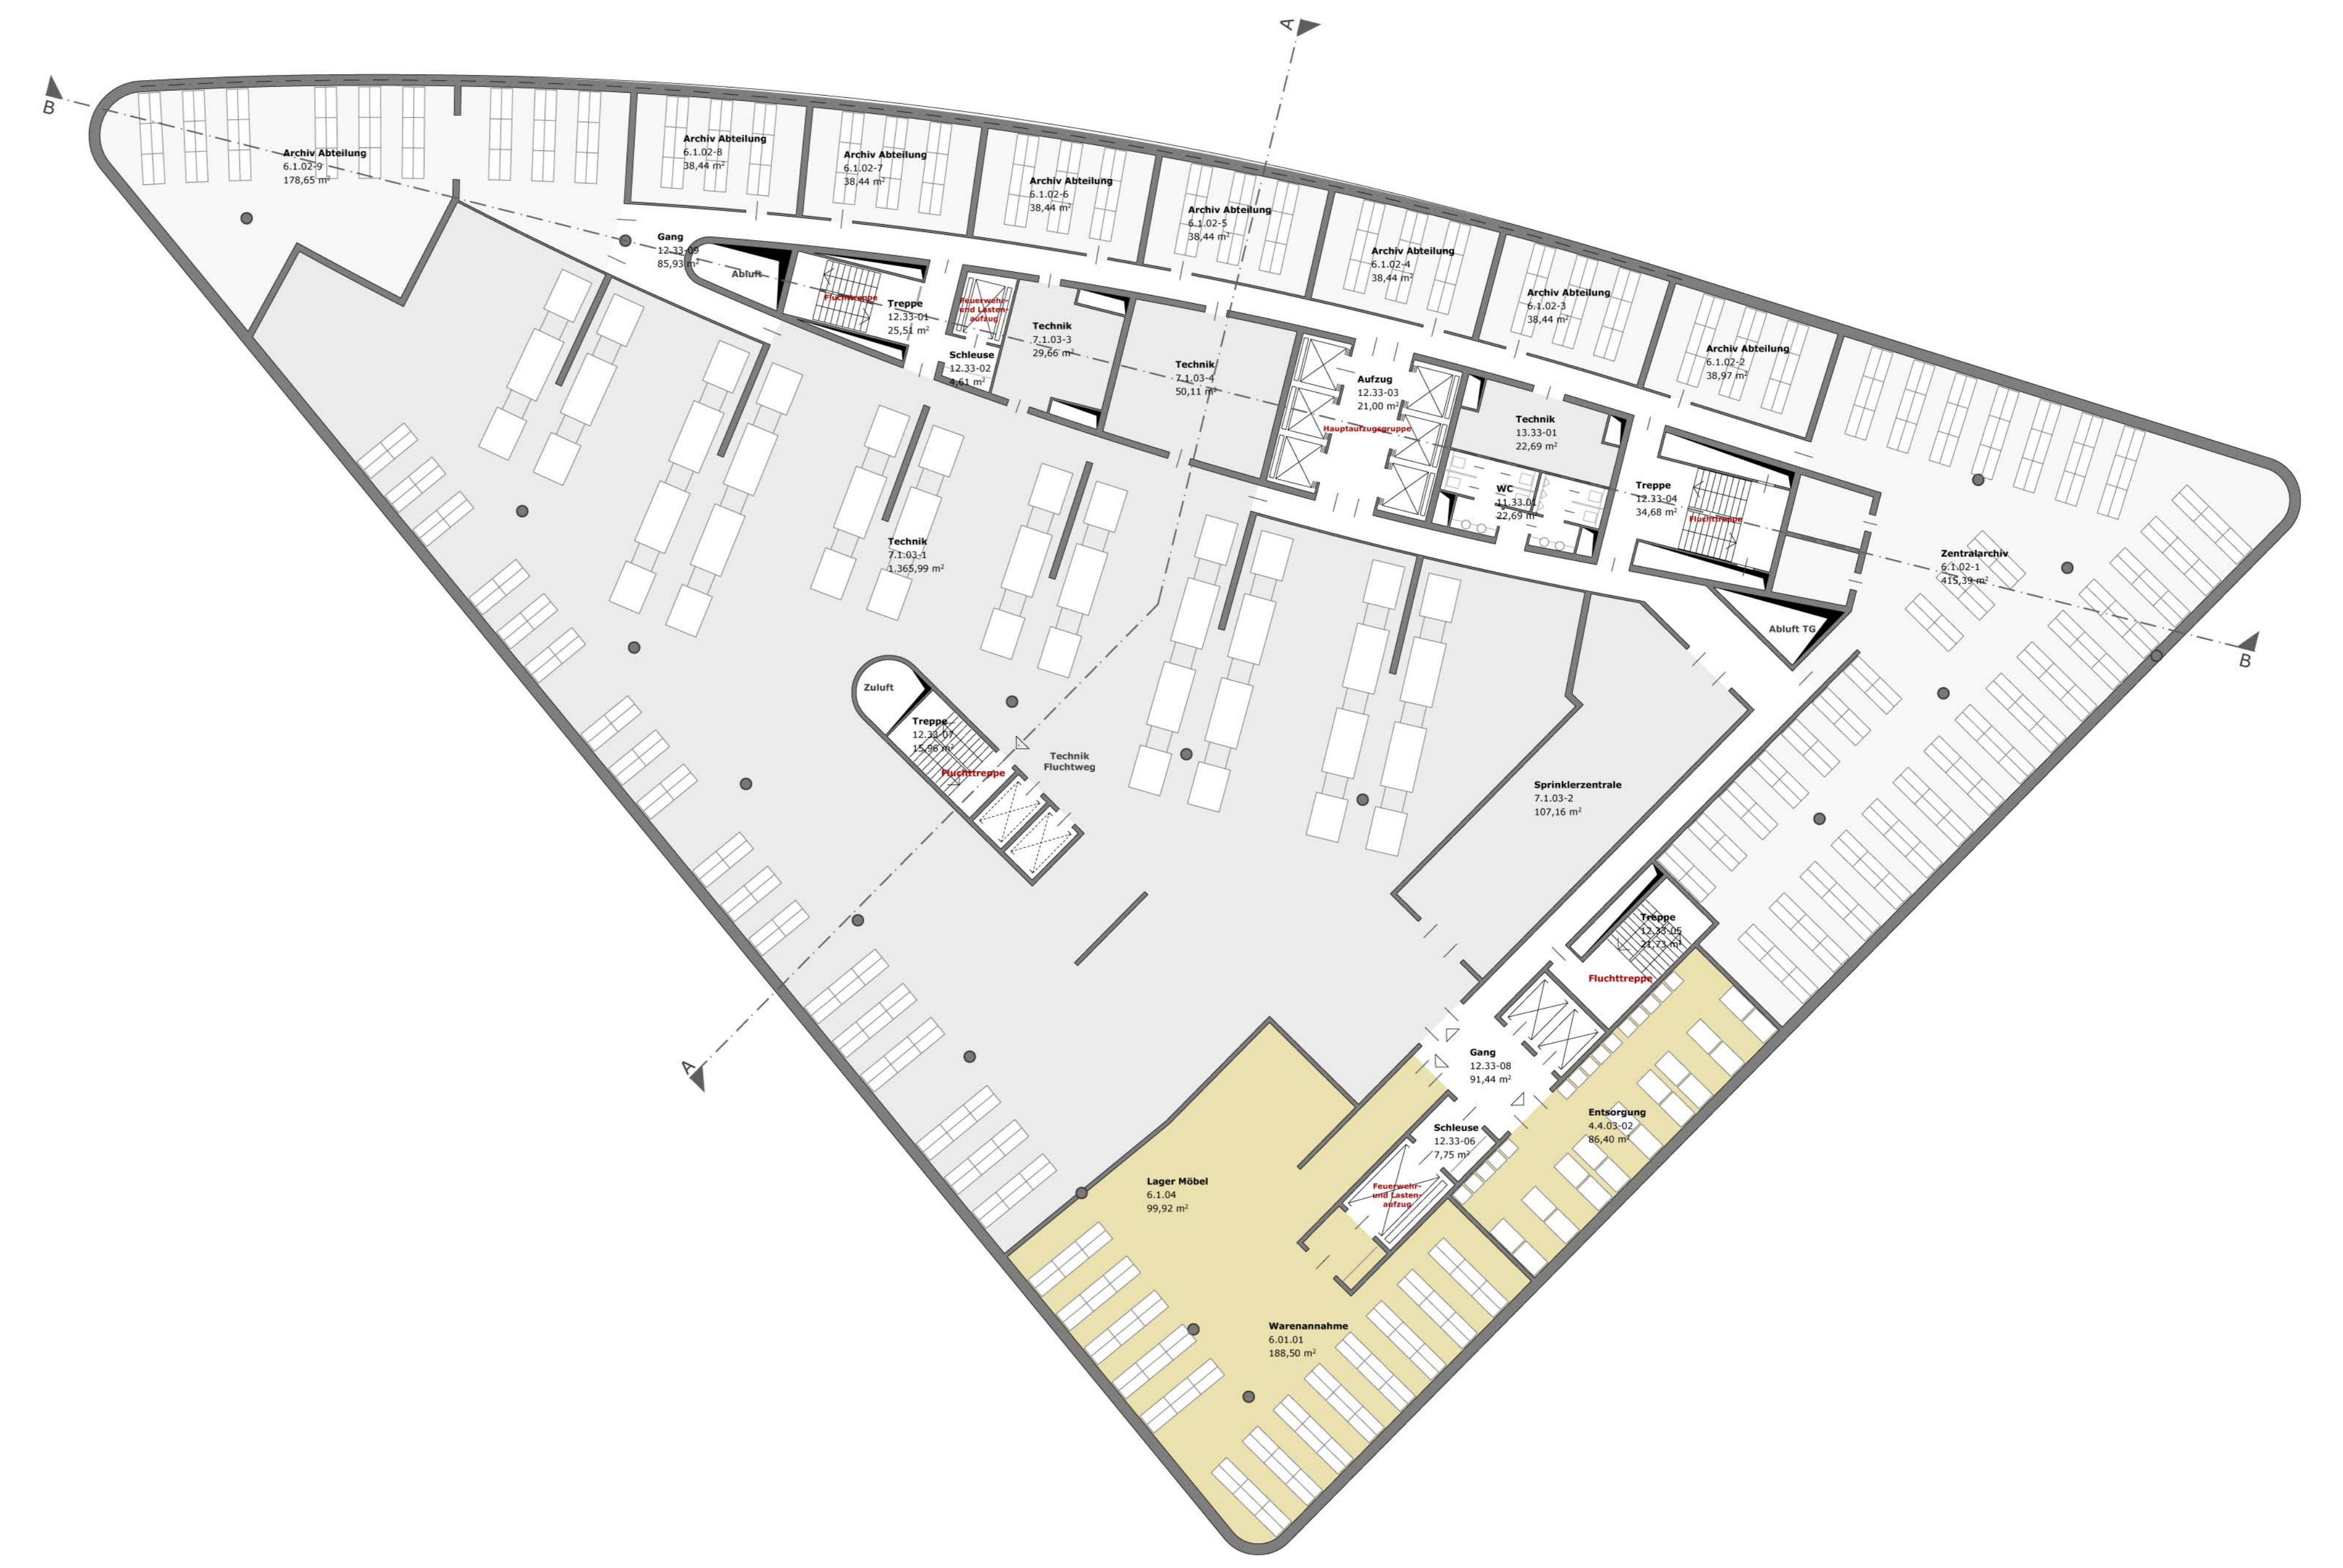 A
B
Archiv Abteilung
6.1.02-9
178,65 m²
Archiv Abteilung
6.1.02-8
38,44 m²
Archiv Abteilung
6.1.02-7
38,44 m²
Archiv Abteilung
6.1.02-6
38,44 m²
Archiv Abteilung
6.1.02-5
38,44 m²
Archiv Abteilung
6.1.02-4
38,44 m²
Archiv Abteilung
6.1.02-3
38,44 m²
Archiv Abteilung
6.1.02-2
38,97 m²
Gang
12.33-09
85,93 m²
Abluft
Fluchttreppe
Treppe
12.33-01
25,51 m²
Feuerwehr-
und Lasten-
aufzug
Schleuse
12.33-02
4,61 m²
Technik
7.1.03-3
29,66 m²
Technik
7.1.03-4
50,11 m²
Aufzug
12.33-03
21,00 m²
Hauptaufzugsgruppe
Technik
13.33-01
22,69 m²
WC
11.33.01
22,69 m²
Treppe
12.33-04
34,68 m²
Fluchttreppe
Zentralarchiv
6.1.02-1
415,39 m²
Abluft TG
B
Technik
7.1.03-1
1.365,99 m²
Zuluft
Treppe
12.33-07
15,96 m²
Fluchttreppe
Technik
Fluchtweg
Sprinklerzentrale
7.1.03-2
107,16 m²
Treppe
12.33-05
21,73 m²
Fluchttreppe
A
Gang
12.33-08
91,44 m²
Entsorgung
4.4.03-02
86,40 m²
Schleuse
12.33-06
7,75 m²
Feuerwehr-
und Lasten-
aufzug
Lager Möbel
6.1.04
99,92 m²
Warenannahme
6.01.01
188,50 m²